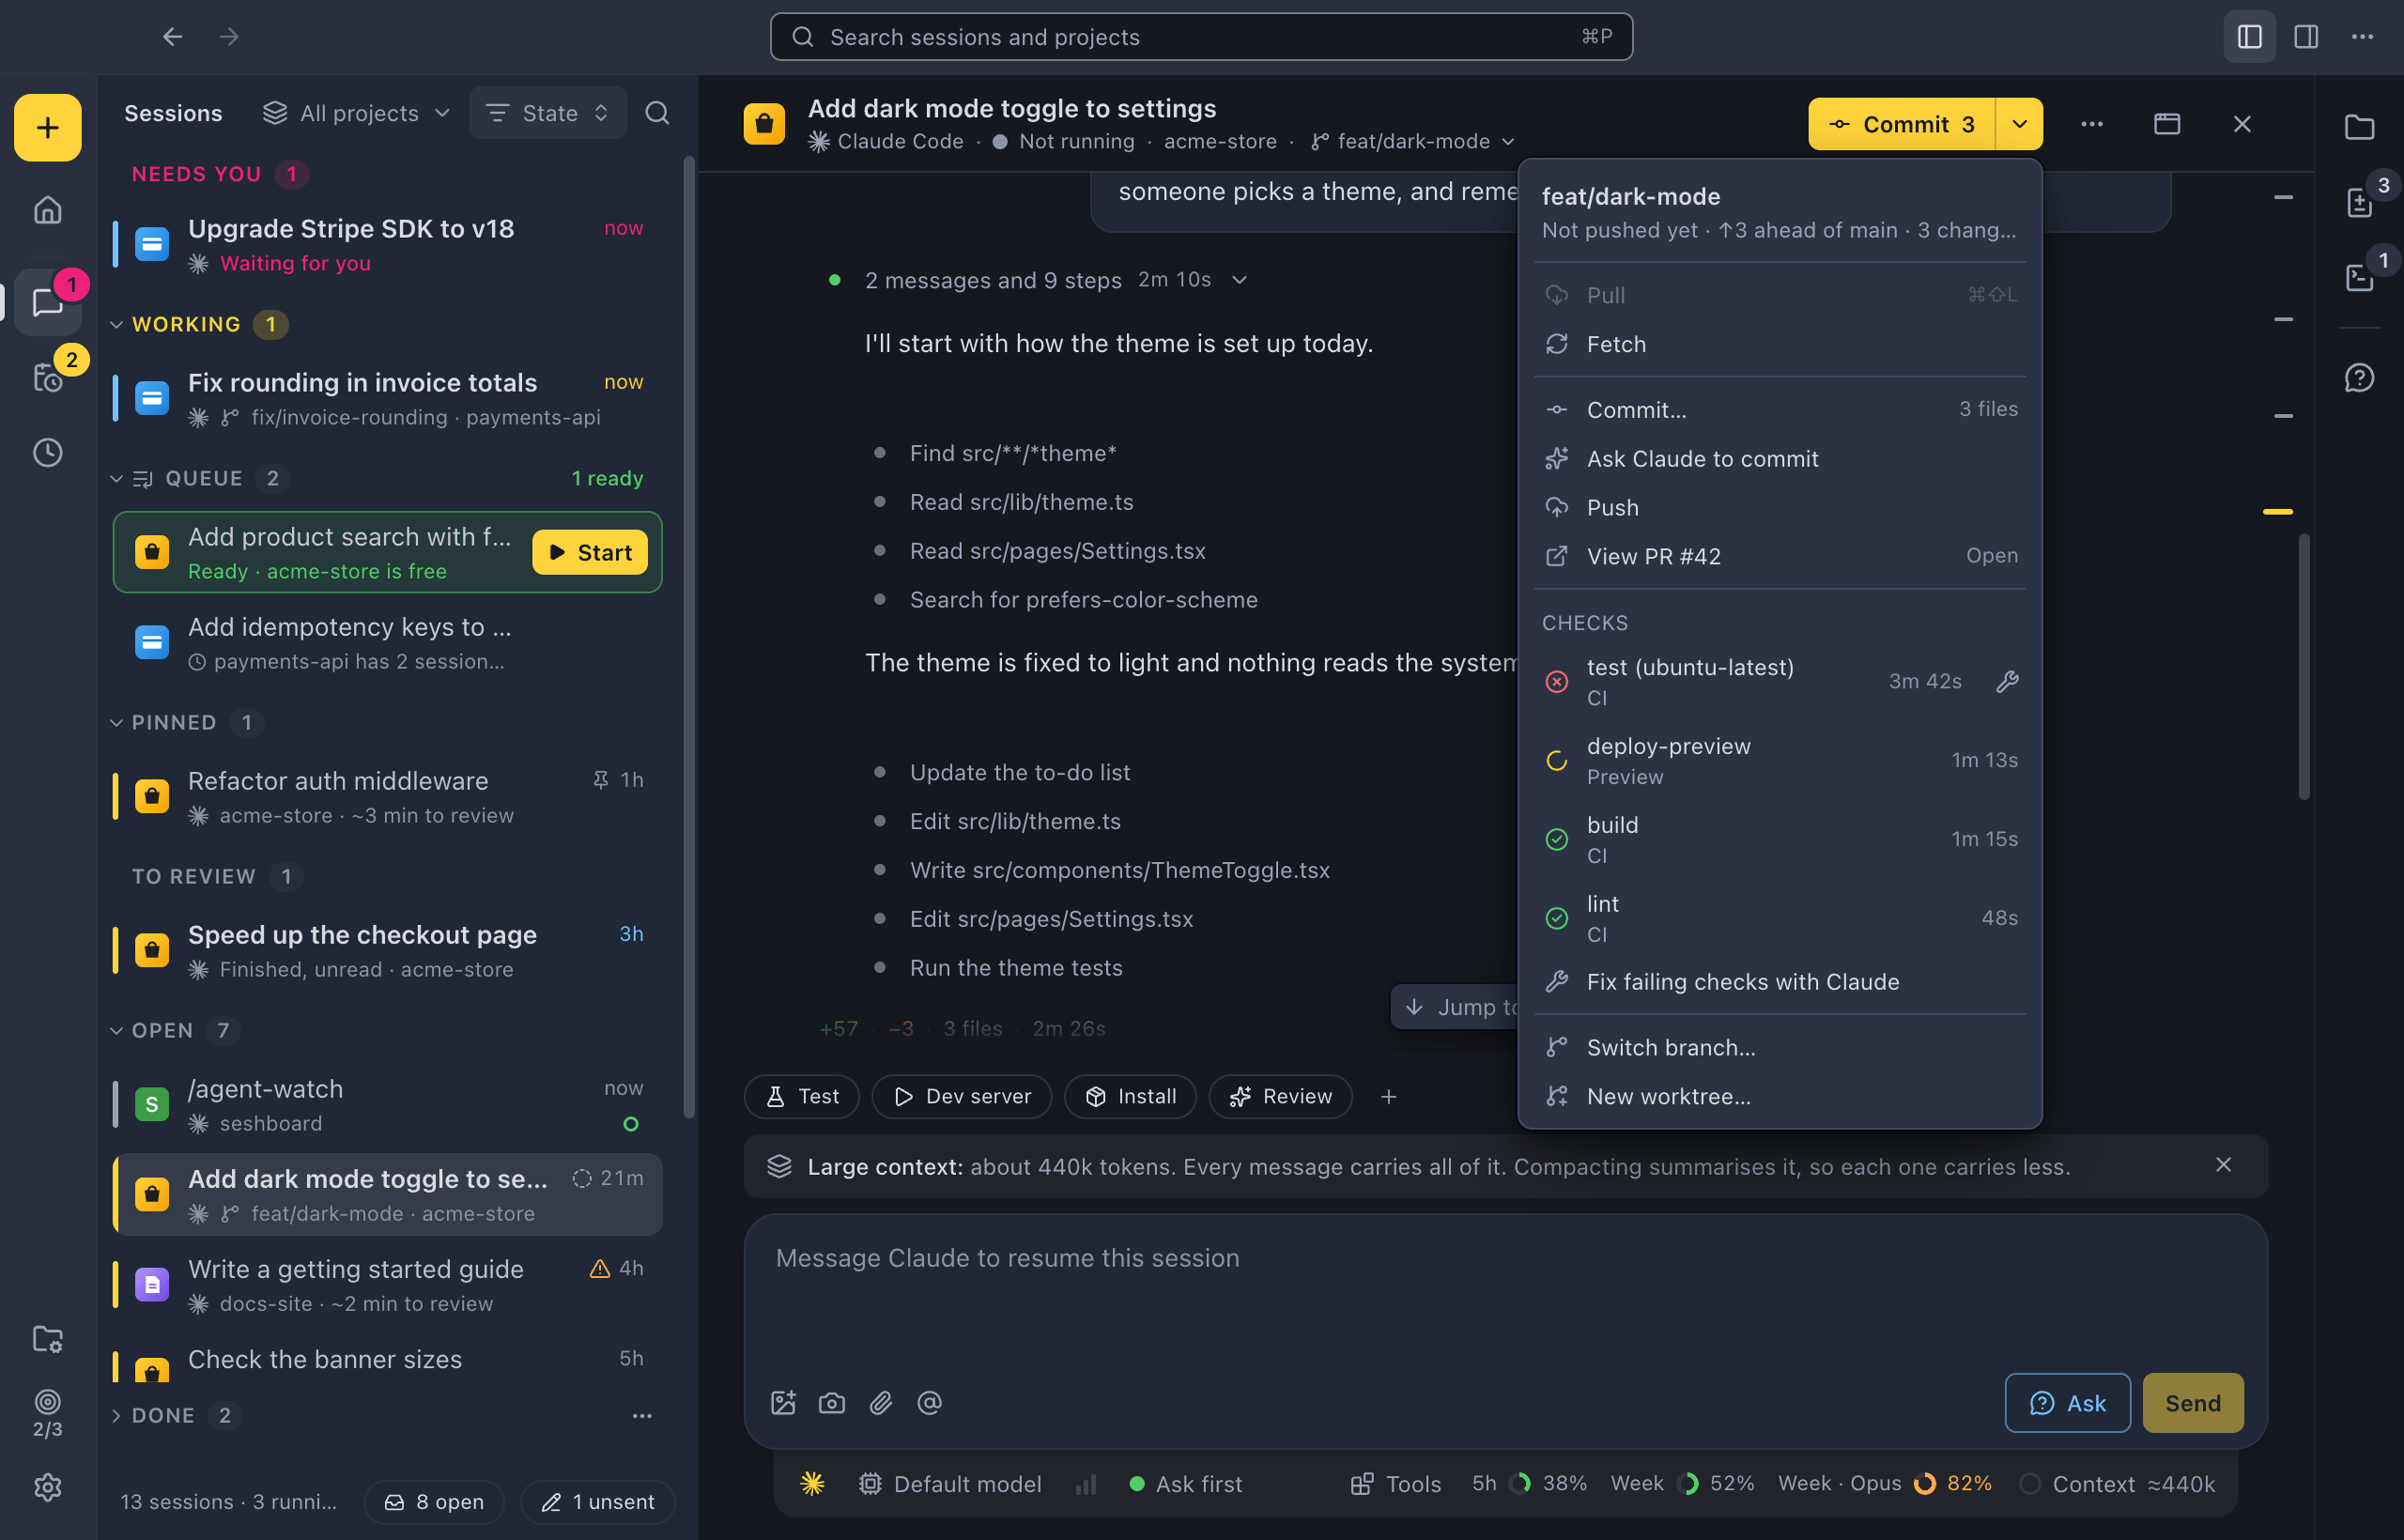 Search sessions and projects ⌘P
Sessions All projects State
NEEDS YOU 1
Upgrade Stripe SDK to v18 now
Waiting for you
WORKING 1
Fix rounding in invoice totals now
fix/invoice-rounding · payments-api
QUEUE 2 1 ready
Add product search with f...
Ready · acme-store is free
Start
Add idempotency keys to ...
payments-api has 2 session...
PINNED 1
Refactor auth middleware 1h
acme-store · ~3 min to review
TO REVIEW 1
Speed up the checkout page 3h
Finished, unread · acme-store
OPEN 7
/agent-watch now
S
seshboard
Add dark mode toggle to se... 21m
feat/dark-mode · acme-store
Write a getting started guide 4h
docs-site · ~2 min to review
Check the banner sizes 5h
DONE 2
13 sessions · 3 runni... 8 open 1 unsent
1
2
2/3
Add dark mode toggle to settings
Claude Code · Not running · acme-store · feat/dark-mode
Commit 3
someone picks a theme, and reme
2 messages and 9 steps 2m 10s
I'll start with how the theme is set up today.
Find src/**/*theme*
Read src/lib/theme.ts
Read src/pages/Settings.tsx
Search for prefers-color-scheme
The theme is fixed to light and nothing reads the system
Update the to-do list
Edit src/lib/theme.ts
Write src/components/ThemeToggle.tsx
Edit src/pages/Settings.tsx
Run the theme tests
+57 · −3 · 3 files · 2m 26s
Jump to
feat/dark-mode
Not pushed yet · ↑3 ahead of main · 3 chang...
Pull ⌘⇧L
Fetch
Commit... 3 files
Ask Claude to commit
Push
View PR #42 Open
CHECKS
test (ubuntu-latest) 3m 42s
CI
deploy-preview 1m 13s
Preview
build 1m 15s
CI
lint 48s
CI
Fix failing checks with Claude
Switch branch...
New worktree...
Test Dev server Install Review
Large context: about 440k tokens. Every message carries all of it. Compacting summarises it, so each one carries less.
Message Claude to resume this session
Ask Send
Default model Ask first Tools 5h 38% Week 52% Week · Opus 82% Context ≈440k
3
1